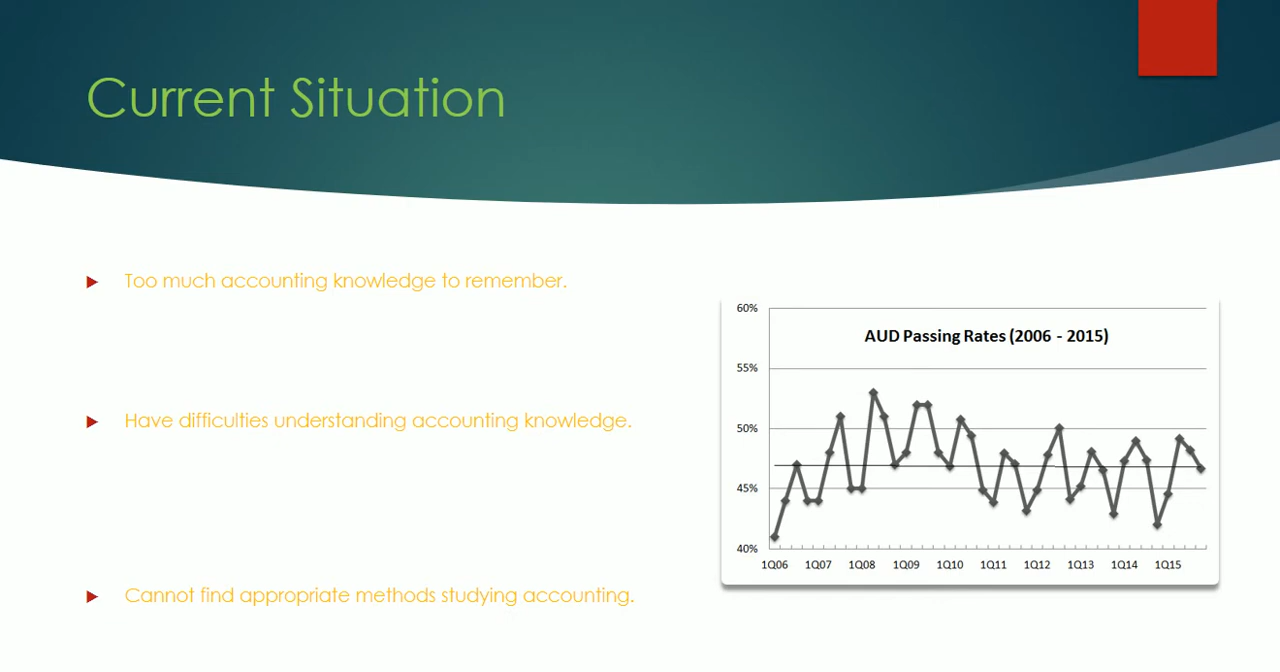 Current Situation
Too much accounting knowledge to remember.
Have difficulties understanding accounting knowledge.
Cannot find appropriate methods studying accounting.
AUD Passing Rates (2006 - 2015)
60%
55%
50%
45%
40%
1Q06 1Q07 1Q08 1Q09 1Q10 1Q11 1Q12 1Q13 1Q14 1Q15